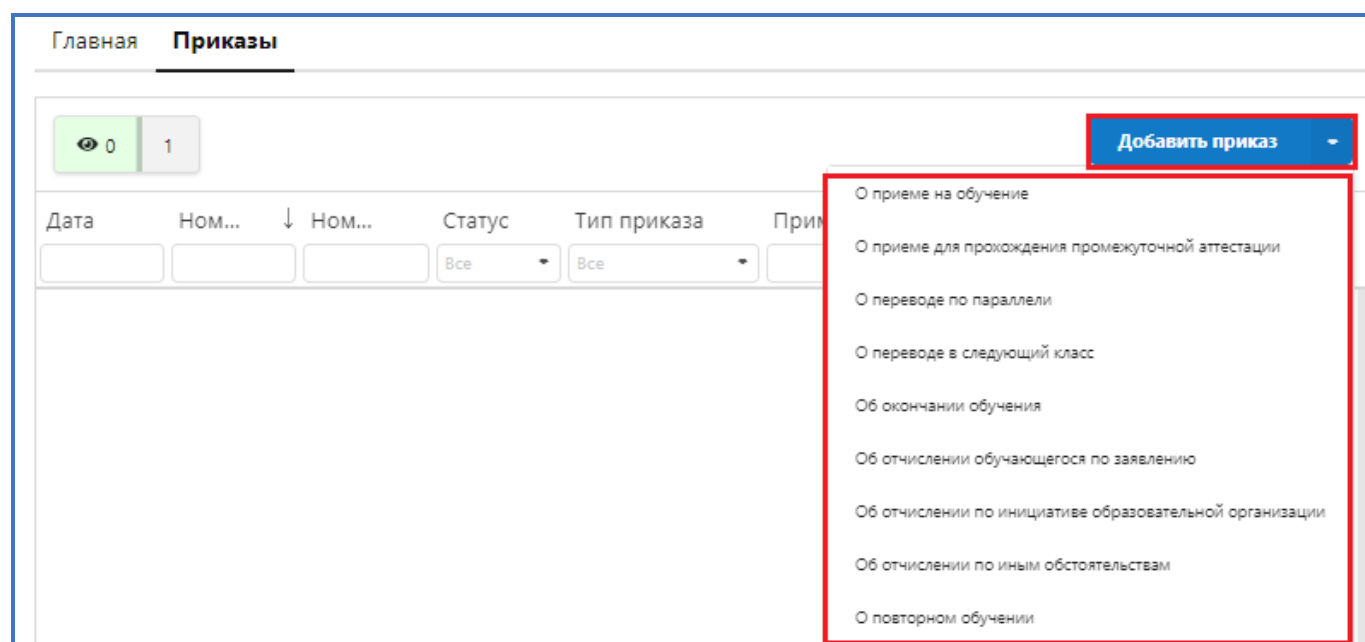 Главная Приказы
0 1
Добавить приказ
Дата Ном... ↓ Ном... Статус Тип приказа Прим
Все Все
О приеме на обучение
О приеме для прохождения промежуточной аттестации
О переводе по параллели
О переводе в следующий класс
Об окончании обучения
Об отчислении обучающегося по заявлению
Об отчислении по инициативе образовательной организации
Об отчислении по иным обстоятельствам
О повторном обучении